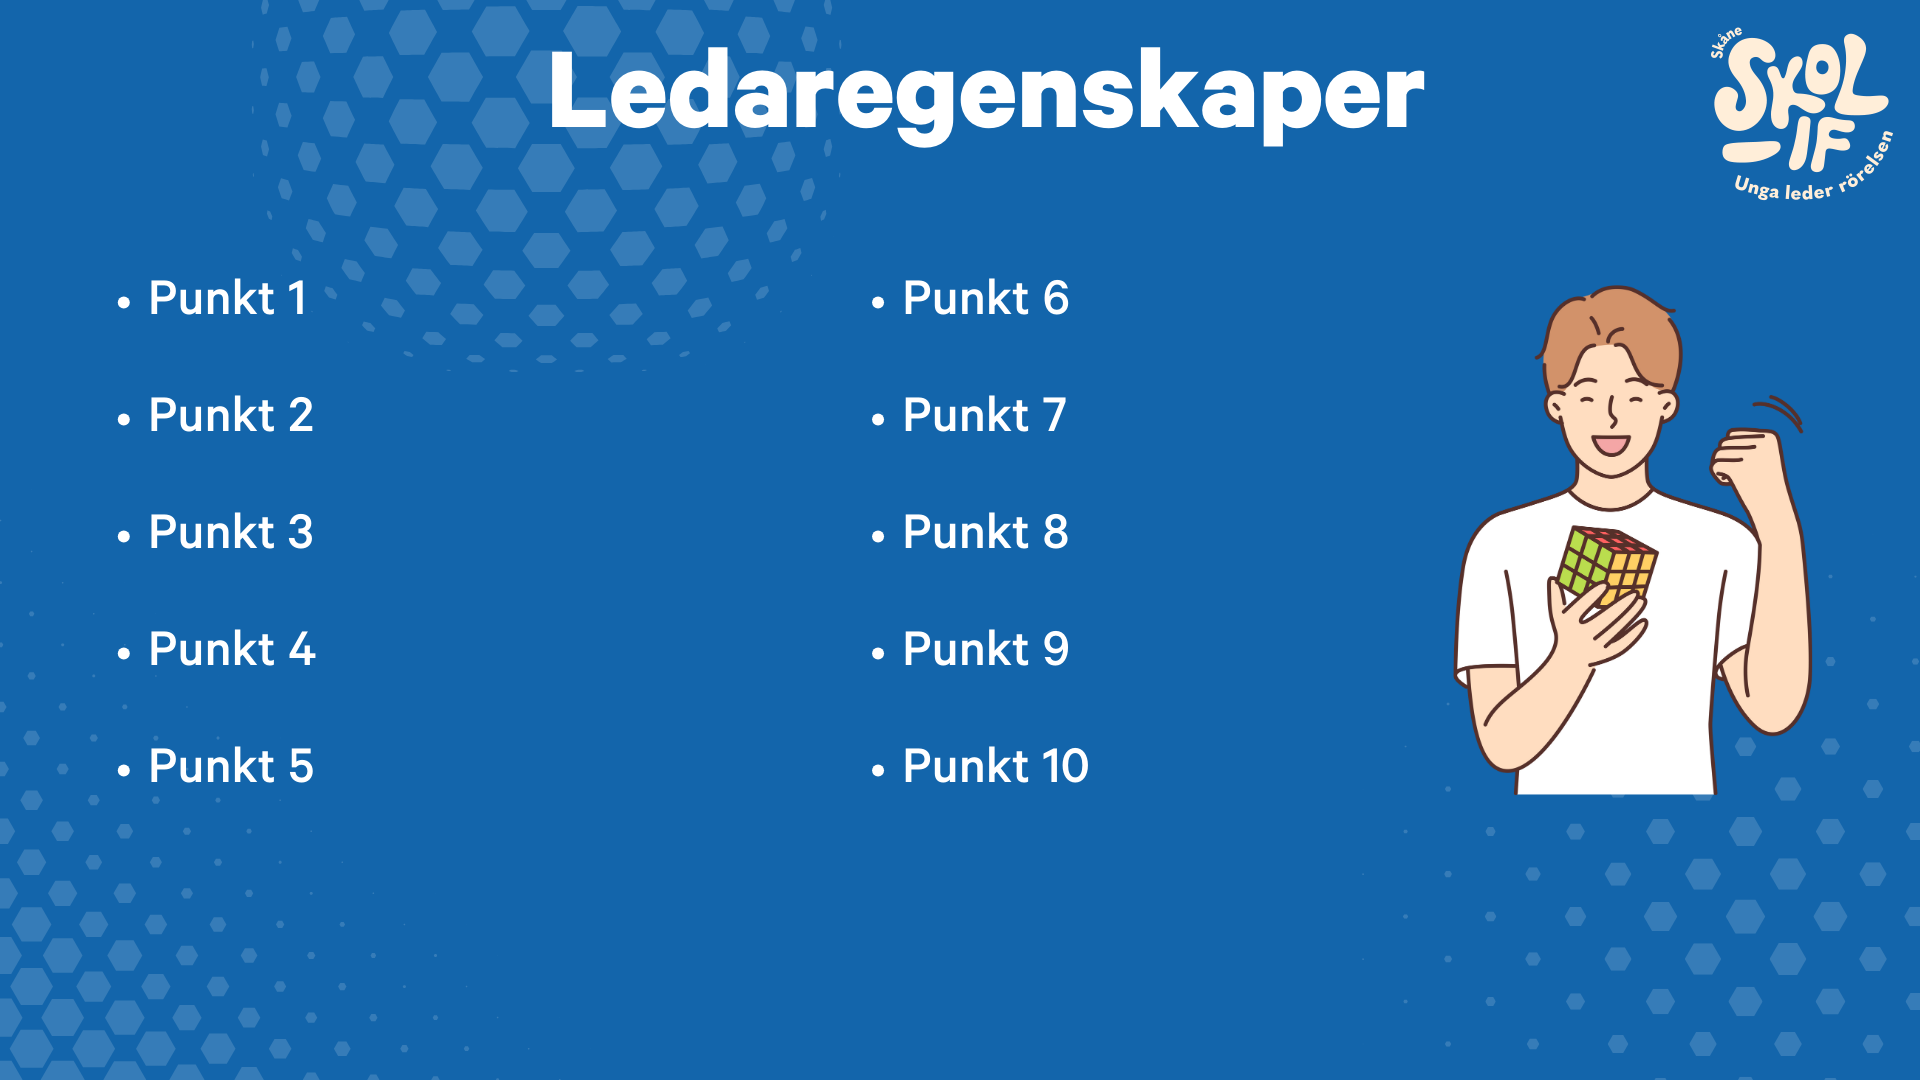 Ledaregenskaper
Skåne
SKOL
-IF
Unga leder rörelsen
• Punkt 1
• Punkt 2
• Punkt 3
• Punkt 4
• Punkt 5
• Punkt 6
• Punkt 7
• Punkt 8
• Punkt 9
• Punkt 10